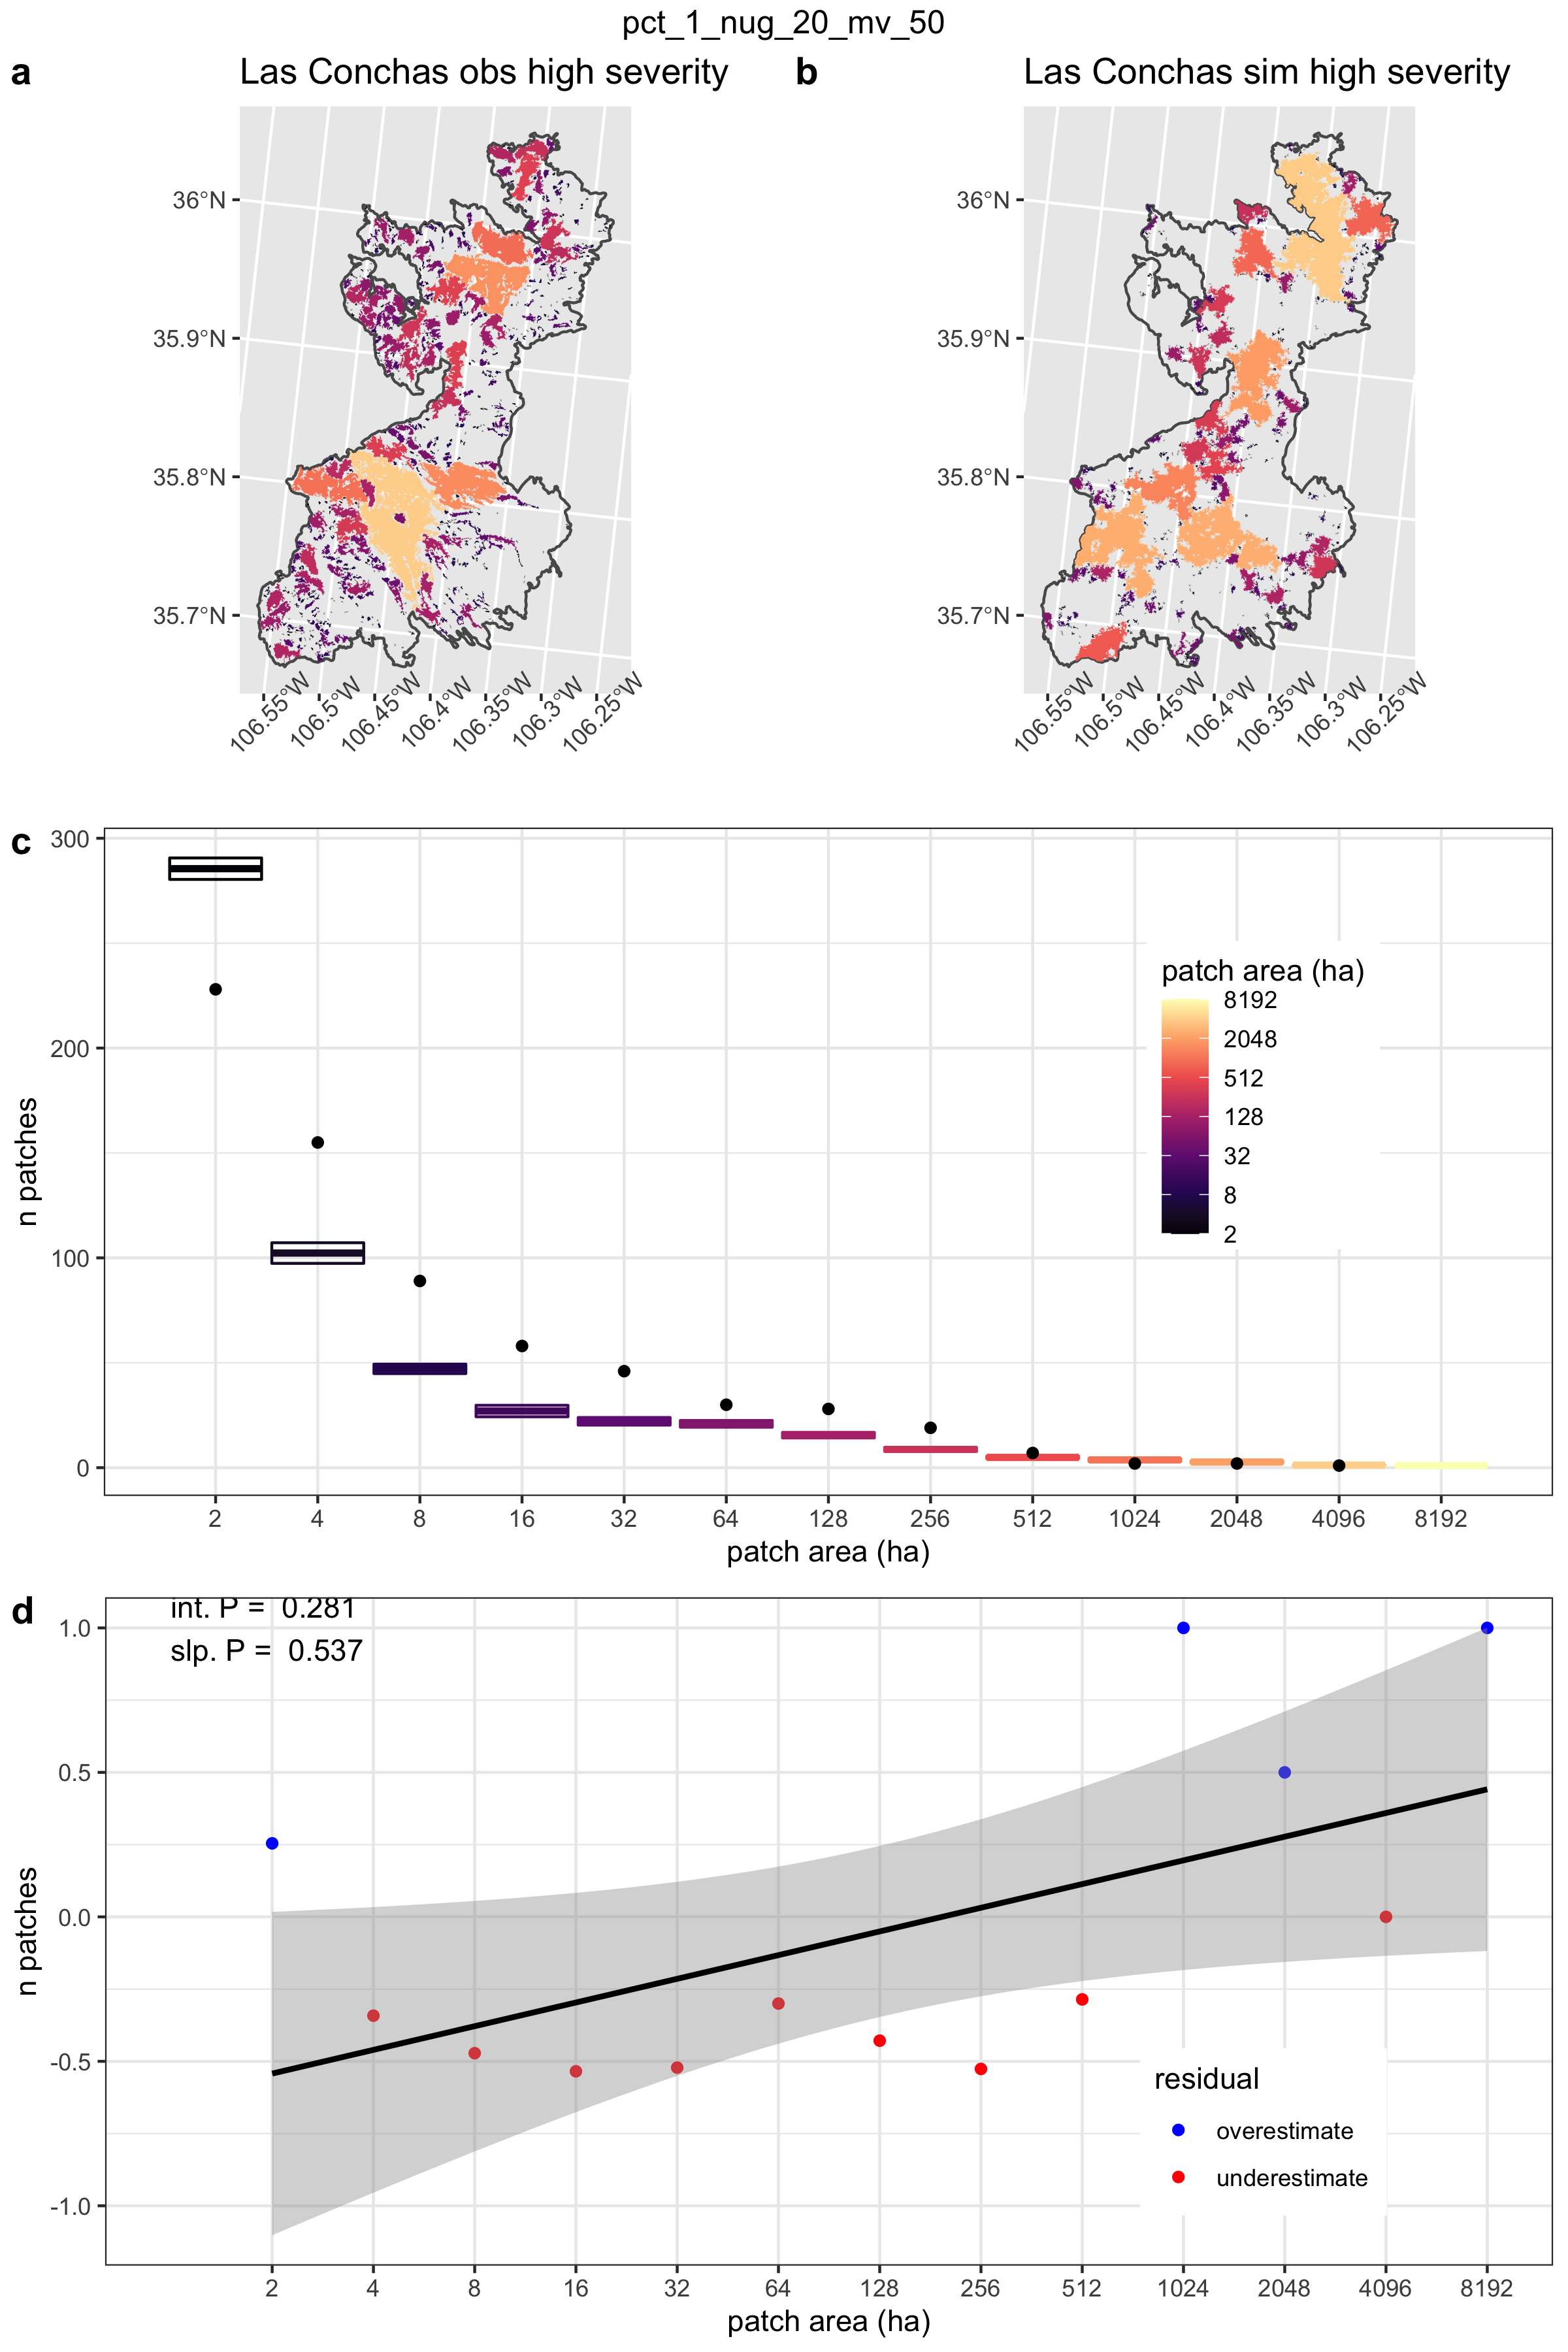 pct_1_nug_20_mv_50
a
Las Conchas obs high severity
36°N
35.9°N
35.8°N
35.7°N
106.55°W
106.5°W
106.45°W
106.4°W
106.35°W
106.3°W
106.25°W
b
Las Conchas sim high severity
36°N
35.9°N
35.8°N
35.7°N
106.55°W
106.5°W
106.45°W
106.4°W
106.35°W
106.3°W
106.25°W
c
n patches
300
200
100
0
patch area (ha)
8192
2048
512
128
32
8
2
2 4 8 16 32 64 128 256 512 1024 2048 4096 8192
patch area (ha)
d
int. P = 0.281
slp. P = 0.537
n patches
1.0
0.5
0.0
-0.5
-1.0
residual
overestimate
underestimate
2 4 8 16 32 64 128 256 512 1024 2048 4096 8192
patch area (ha)